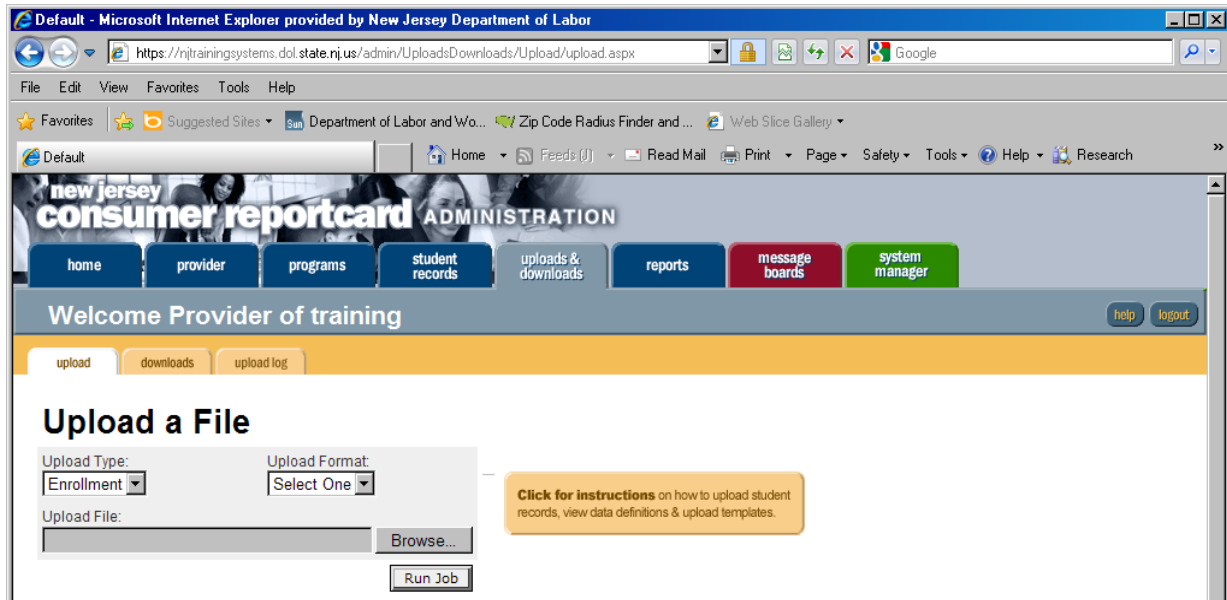 Default - Microsoft Internet Explorer provided by New Jersey Department of Labor
https://njtrainingsystems.dol.state.nj.us/admin/UploadsDownloads/Upload/upload.aspx Google
File Edit View Favorites Tools Help
Favorites Suggested Sites Sun Department of Labor and Wo... Zip Code Radius Finder and ... Web Slice Gallery
Default Home Feeds (J) Read Mail Print Page Safety Tools Help Research »
new jersey
consumer reportcard ADMINISTRATION
home provider programs student records uploads & downloads reports message boards system manager
Welcome Provider of training help logout
upload downloads upload log
Upload a File
Upload Type: Upload Format:
Enrollment Select One
Click for instructions on how to upload student
records, view data definitions & upload templates.
Upload File:
Browse...
Run Job